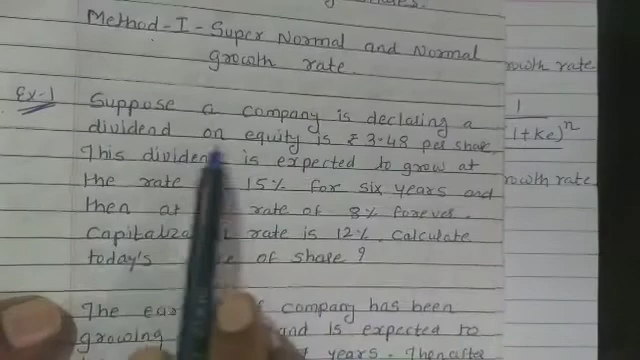 Method-I - Super Normal and Normal
growth rate.
Ex-1
Suppose a company is declaring a
dividend on equity is ₹ 3.48 per share
This dividend is expected to grow at
the rate 15% for six years and
then at rate of 8% forever.
Capitalization rate is 12%. Calculate
today's of share ?
The company has been
growing and is expected to
years. Thenafter
rowth rate
1
(1+ke)ⁿ
rowth rate